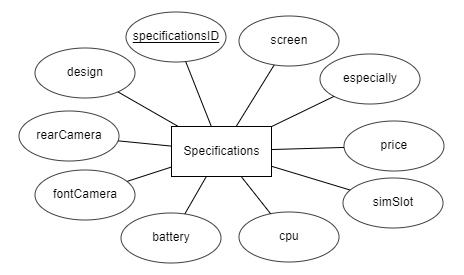 specificationsID
screen
design
especially
rearCamera
Specifications
price
fontCamera
simSlot
battery
cpu